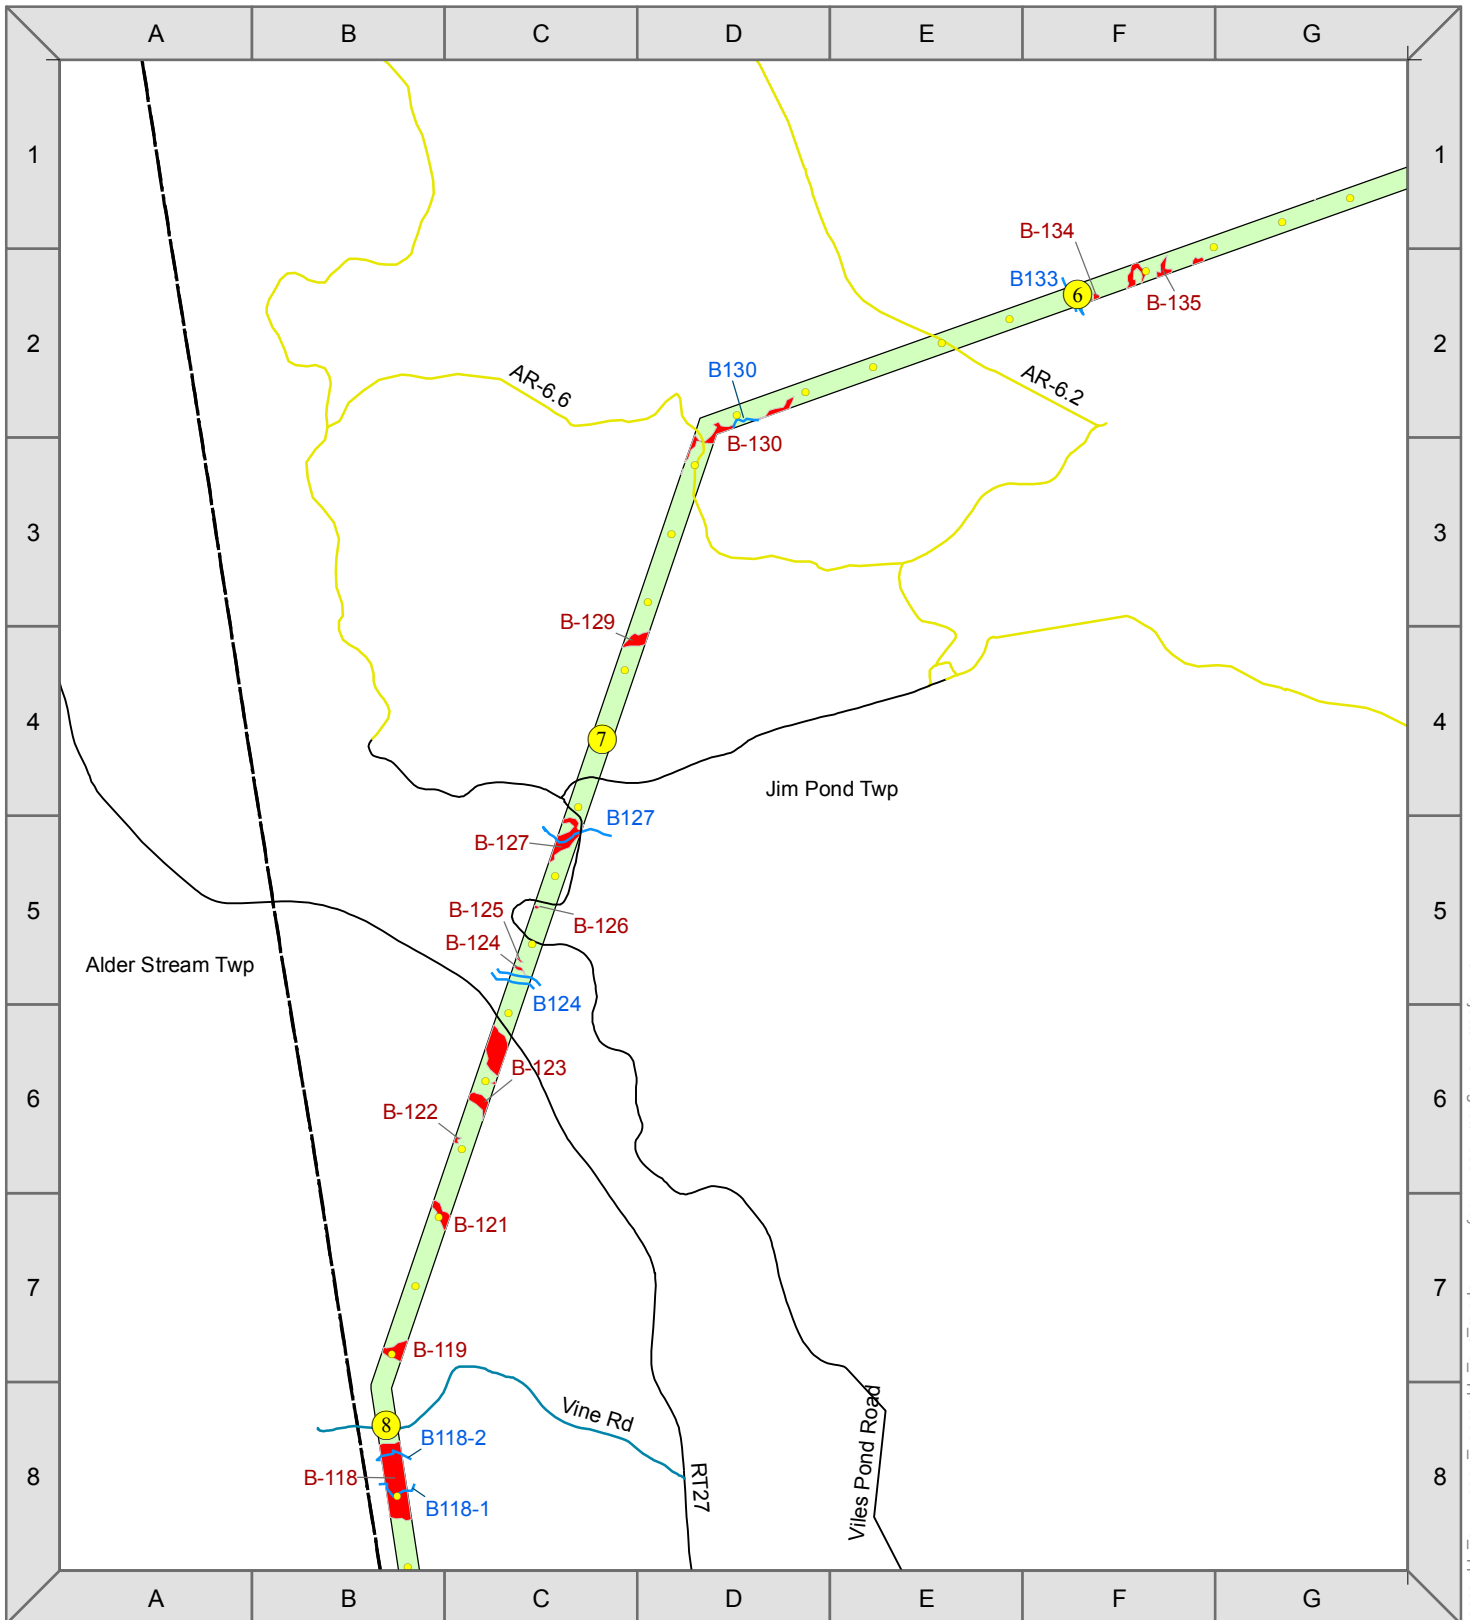 A B C D E F G
1 1
B-134
B133
6
B-135
2 2
B130
AR-6.6
AR-6.2
B-130
3 3
B-129
4 4
7
Jim Pond Twp
B127
B-127
B-125
5 5
B-126
B-124
Alder Stream Twp
B124
B-123
6 6
B-122
B-121
7 7
B-119
Vine Rd
8
B118-2
B-118
8 8
B118-1
RT27
Viles Pond Road
A B C D E F G